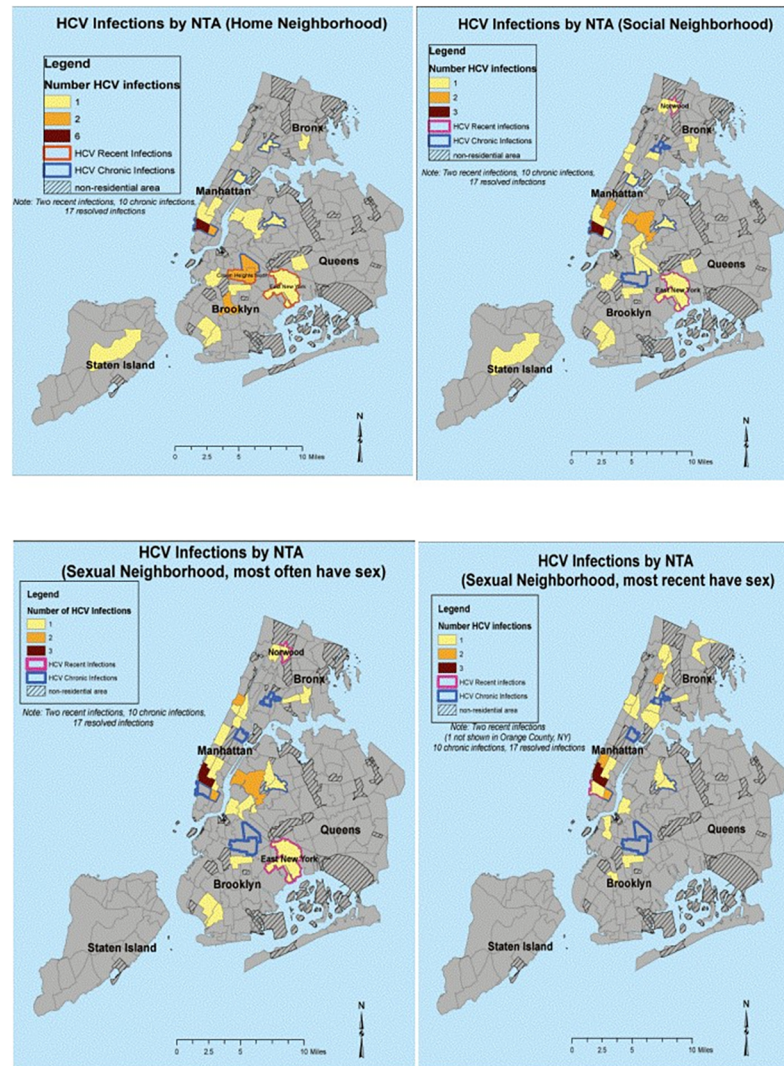 HCV Infections by NTA (Home Neighborhood)
Legend
Number HCV infections
1
2
6
HCV Recent Infections
HCV Chronic Infections
non-residential area
Note: Two recent infections, 10 chronic infections,
17 resolved infections
Bronx
Manhattan
Queens
Crown Heights North
East New York
Brooklyn
Staten Island
N
0 2.5 5 10 Miles
HCV Infections by NTA (Social Neighborhood)
Legend
Number HCV infections
1
2
3
HCV Recent infections
HCV Chronic Infections
non-residential area
Note: Two recent infections, 10 chronic infections,
17 resolved infections
Norwood
Bronx
Manhattan
Queens
East New York
Brooklyn
Staten Island
N
0 2.5 5 10 Miles
HCV Infections by NTA
(Sexual Neighborhood, most often have sex)
Legend
Number of HCV Infections
1
2
3
HCV Recent Infections
HCV Chronic Infections
non-residential area
Note: Two recent infections, 10 chronic infections,
17 resolved infections
Norwood
Bronx
Manhattan
Queens
East New York
Brooklyn
Staten Island
N
0 2.5 5 10 Miles
HCV Infections by NTA
(Sexual Neighborhood, most recent have sex)
Legend
Number HCV infections
1
2
3
HCV Recent Infections
HCV Chronic Infections
non-residential area
Note: Two recent infections
(1 not shown in Orange County, NY)
10 chronic infections, 17 resolved infections
Bronx
Manhattan
Queens
Brooklyn
Staten Island
N
0 2.5 5 10 Miles